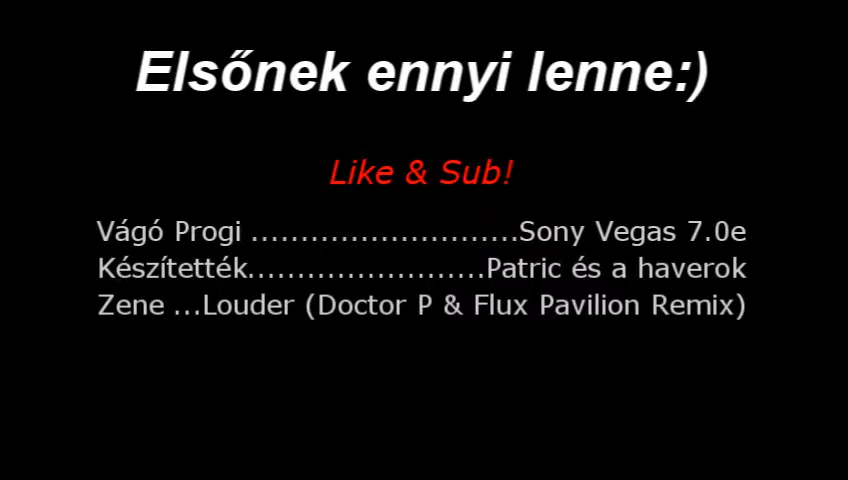 Elsőnek ennyi lenne:)
Like & Sub!
Vágó Progi ...........................Sony Vegas 7.0e
Készítették........................Patric és a haverok
Zene ...Louder (Doctor P & Flux Pavilion Remix)